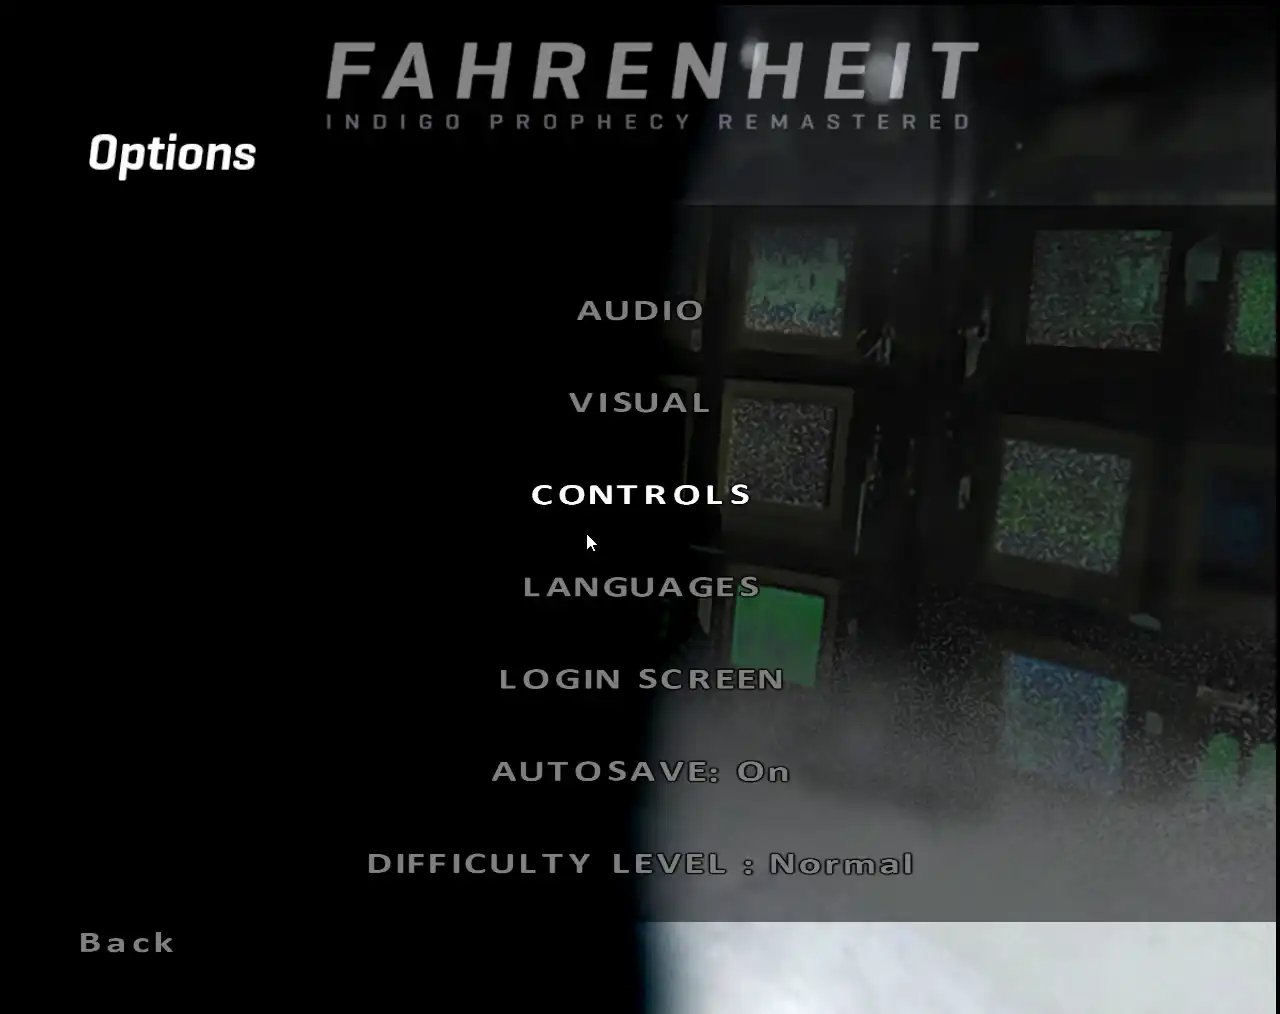 FAHRENHEIT
INDIGO PROPHECY REMASTERED
Options
AUDIO
VISUAL
CONTROLS
LANGUAGES
LOGIN SCREEN
AUTOSAVE: On
DIFFICULTY LEVEL : Normal
Back